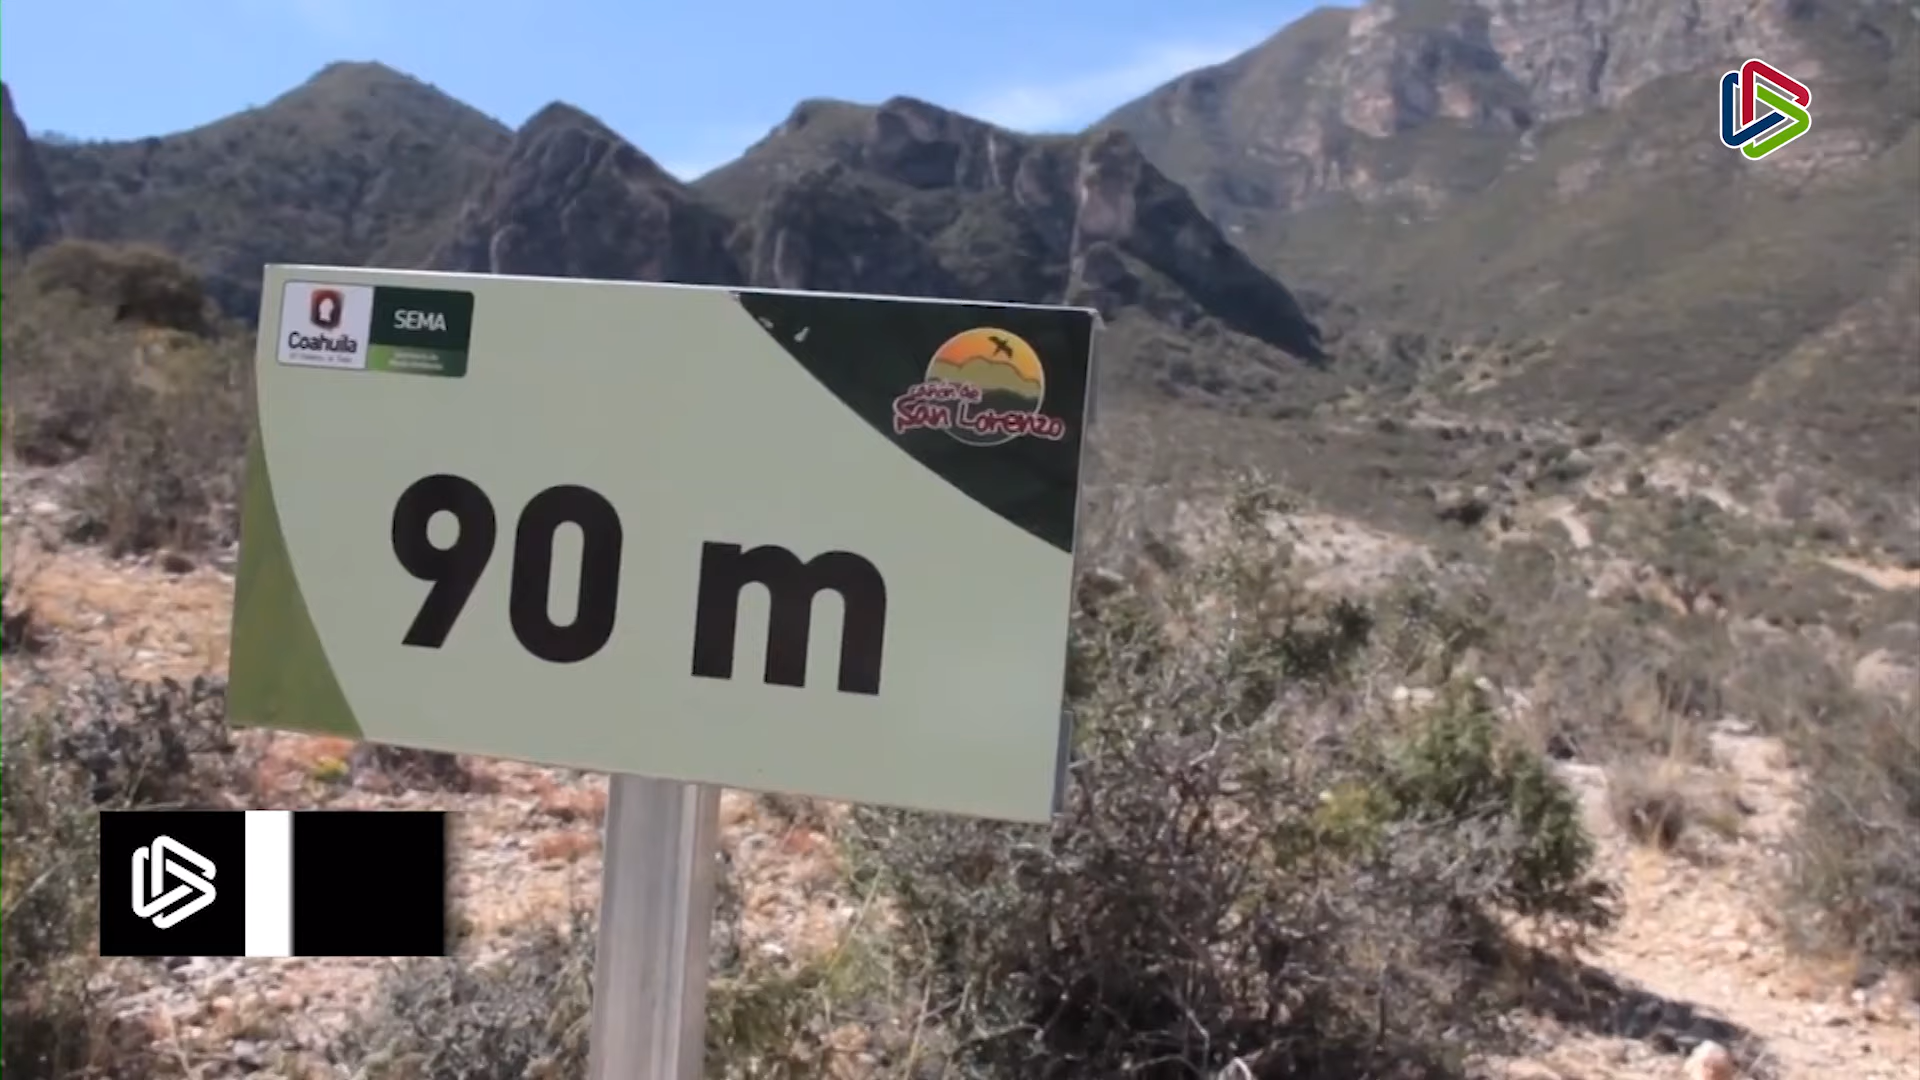 Coahuila
SEMA
cañón de
San Lorenzo
90 m